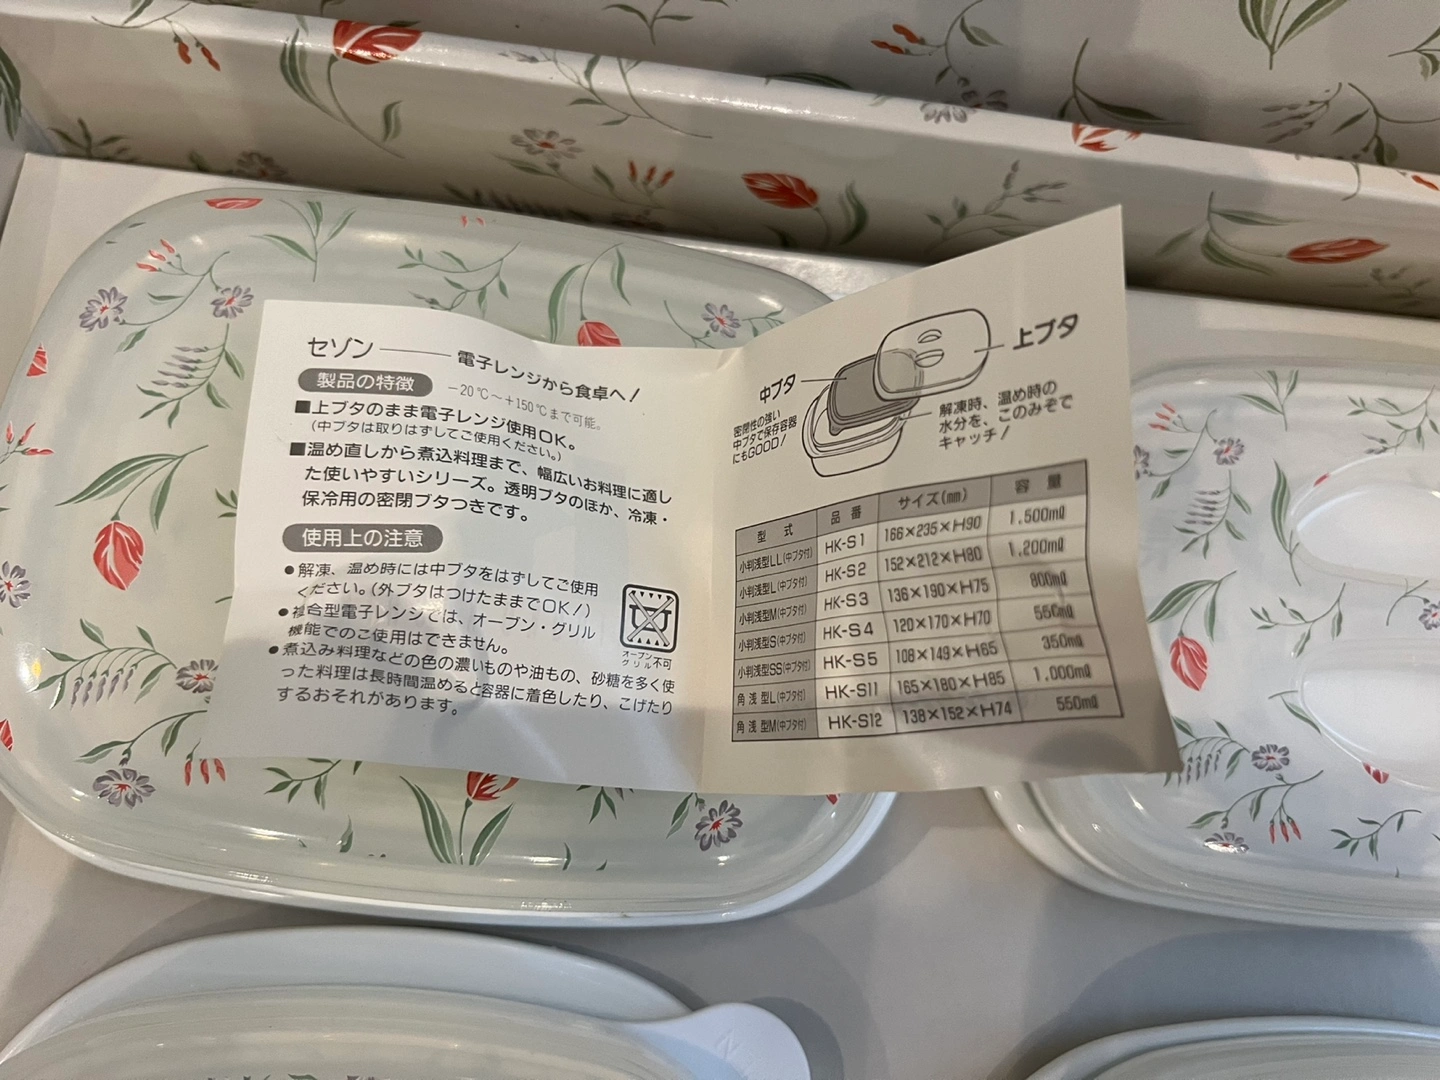 セゾン――電子レンジから食卓へ!
製品の特徴 −20℃〜+150℃まで可能。
■上ブタのまま電子レンジ使用OK。
(中ブタは取りはずしてご使用ください。)
■温め直しから煮込料理まで、幅広いお料理に適し
た使いやすいシリーズ。透明ブタのほか、冷凍・
保冷用の密閉ブタつきです。
使用上の注意
●解凍、温め時には中ブタをはずしてご使用
ください。(外ブタはつけたままでOK!)
●複合型電子レンジでは、オーブン・グリル
機能でのご使用はできません。
●煮込み料理などの色の濃いものや油もの、砂糖を多く使
った料理は長時間温めると容器に着色したり、こげたり
するおそれがあります。
オーブン
グリル不可
上ブタ
中ブタ
密閉性の強い
中ブタで保存容器
にもGOOD!
解凍時、温め時の
水分を、このみぞで
キャッチ!
型式 品番 サイズ(mm) 容量
小判浅型LL(中ブタ付) HK-S1 166×235×H90 1.500mℓ
小判浅型L(中ブタ付) HK-S2 152×212×H80 1.200mℓ
小判浅型M(中ブタ付) HK-S3 136×190×H75 800mℓ
小判浅型S(中ブタ付) HK-S4 120×170×H70 550mℓ
小判浅型SS(中ブタ付) HK-S5 108×149×H65 350mℓ
角浅型L(中ブタ付) HK-S11 165×180×H85 1.000mℓ
角浅型M(中ブタ付) HK-S12 138×152×H74 550mℓ